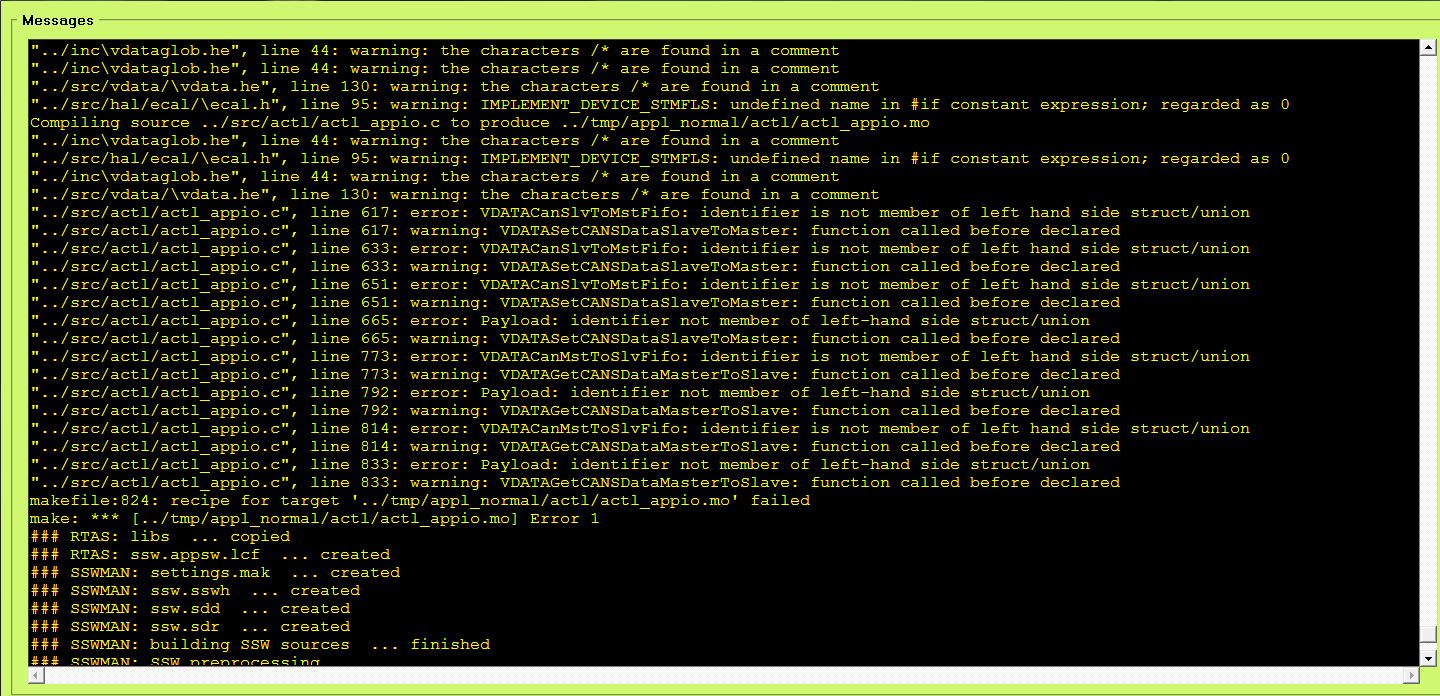 Messages
"../inc\vdataglob.he", line 44: warning: the characters /* are found in a comment
"../inc\vdataglob.he", line 44: warning: the characters /* are found in a comment
"../src/vdata/\vdata.he", line 130: warning: the characters /* are found in a comment
"../src/hal/ecal/\ecal.h", line 95: warning: IMPLEMENT_DEVICE_STMFLS: undefined name in #if constant expression; regarded as 0
Compiling source ../src/actl/actl_appio.c to produce ../tmp/appl_normal/actl/actl_appio.mo
"../inc\vdataglob.he", line 44: warning: the characters /* are found in a comment
"../src/hal/ecal/\ecal.h", line 95: warning: IMPLEMENT_DEVICE_STMFLS: undefined name in #if constant expression; regarded as 0
"../inc\vdataglob.he", line 44: warning: the characters /* are found in a comment
"../src/vdata/\vdata.he", line 130: warning: the characters /* are found in a comment
"../src/actl/actl_appio.c", line 617: error: VDATACanSlvToMstFifo: identifier is not member of left hand side struct/union
"../src/actl/actl_appio.c", line 617: warning: VDATASetCANSDataSlaveToMaster: function called before declared
"../src/actl/actl_appio.c", line 633: error: VDATACanSlvToMstFifo: identifier is not member of left hand side struct/union
"../src/actl/actl_appio.c", line 633: warning: VDATASetCANSDataSlaveToMaster: function called before declared
"../src/actl/actl_appio.c", line 651: error: VDATACanSlvToMstFifo: identifier is not member of left hand side struct/union
"../src/actl/actl_appio.c", line 651: warning: VDATASetCANSDataSlaveToMaster: function called before declared
"../src/actl/actl_appio.c", line 665: error: Payload: identifier not member of left-hand side struct/union
"../src/actl/actl_appio.c", line 665: warning: VDATASetCANSDataSlaveToMaster: function called before declared
"../src/actl/actl_appio.c", line 773: error: VDATACanMstToSlvFifo: identifier is not member of left hand side struct/union
"../src/actl/actl_appio.c", line 773: warning: VDATAGetCANSDataMasterToSlave: function called before declared
"../src/actl/actl_appio.c", line 792: error: Payload: identifier not member of left-hand side struct/union
"../src/actl/actl_appio.c", line 792: warning: VDATAGetCANSDataMasterToSlave: function called before declared
"../src/actl/actl_appio.c", line 814: error: VDATACanMstToSlvFifo: identifier is not member of left hand side struct/union
"../src/actl/actl_appio.c", line 814: warning: VDATAGetCANSDataMasterToSlave: function called before declared
"../src/actl/actl_appio.c", line 833: error: Payload: identifier not member of left-hand side struct/union
"../src/actl/actl_appio.c", line 833: warning: VDATAGetCANSDataMasterToSlave: function called before declared
makefile:824: recipe for target '../tmp/appl_normal/actl/actl_appio.mo' failed
make: *** [../tmp/appl_normal/actl/actl_appio.mo] Error 1
### RTAS: libs  ... copied
### RTAS: ssw.appsw.lcf  ... created
### SSWMAN: settings.mak  ... created
### SSWMAN: ssw.sswh  ... created
### SSWMAN: ssw.sdd  ... created
### SSWMAN: ssw.sdr  ... created
### SSWMAN: building SSW sources  ... finished
### SSWMAN: SSW preprocessing